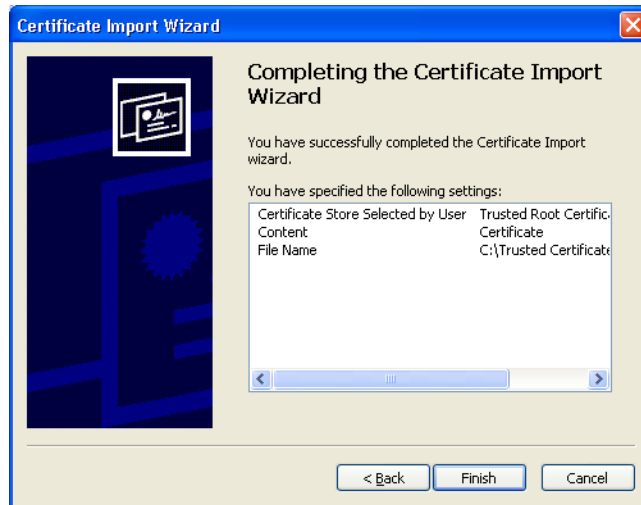 Certificate Import Wizard
Completing the Certificate Import
Wizard
You have successfully completed the Certificate Import
wizard.
You have specified the following settings:
Certificate Store Selected by User Trusted Root Certific
Content Certificate
File Name C:\Trusted Certificate
< Back Finish Cancel